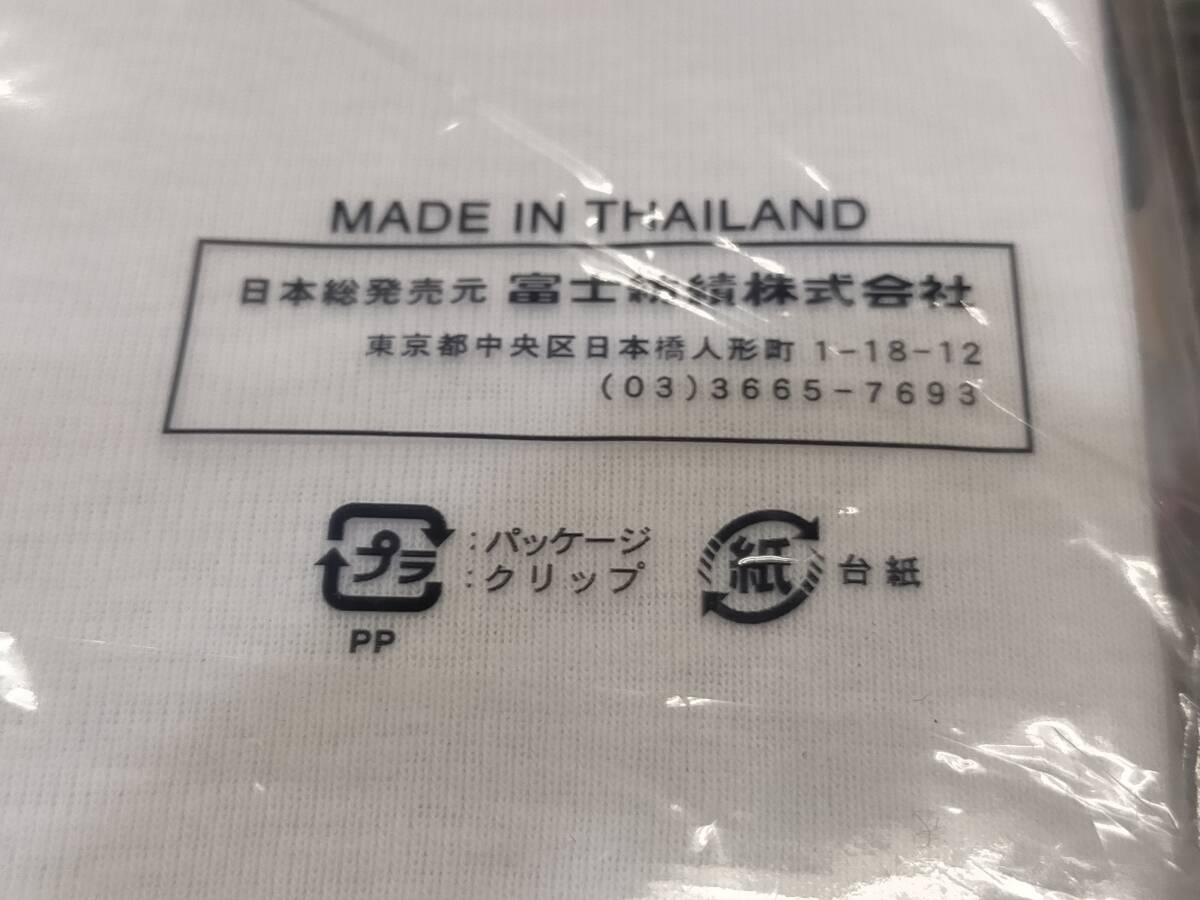 MADE IN THAILAND
日本総発売元 富士紡績株式会社
東京都中央区日本橋人形町 1-18-12
(03)3665-7693
プラ :パッケージ
:クリップ
PP
紙 台紙